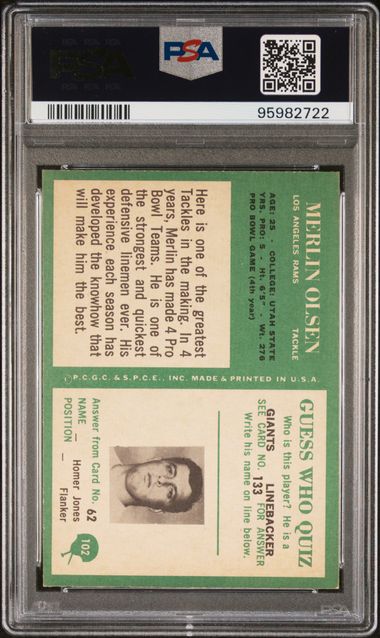 PSA
PSA
95982722
MERLIN OLSEN
LOS ANGELES RAMS TACKLE
AGE: 25 - COLLEGE: UTAH STATE
YRS. PRO: 5 - Ht. 6'5" - Wt. 276
PRO BOWL GAME (4th year)
Here is one of the greatest
Tackles in the making. In 4
years, Merlin has made 4 Pro
Bowl Teams. He is one of
the strongest and quickest
defensive linemen ever. His
experience each season has
developed the knowhow that
will make him the best.
©P.C.G.C. & S.P.C.E., INC. MADE & PRINTED IN U.S.A.
GUESS WHO QUIZ
Who is this player? He is a
GIANTS LINEBACKER
SEE CARD NO. 133 FOR ANSWER
Write his name on line below.
Answer from Card No. 62
NAME — Homer Jones
POSITION — Flanker
102